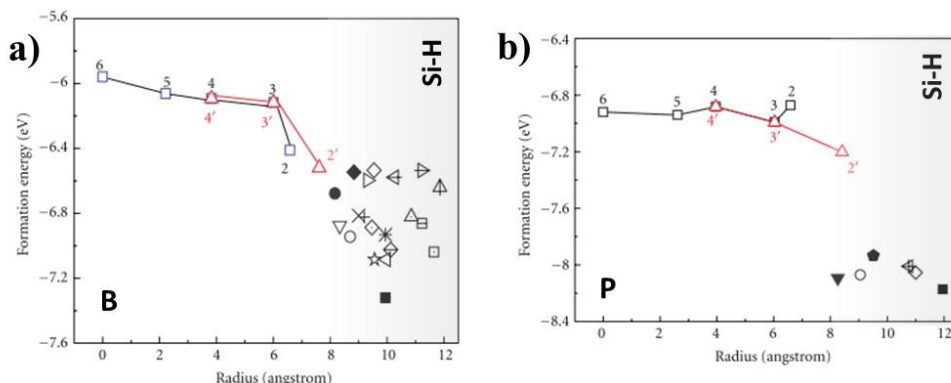 a)
−5.6
−6
−6.4
−6.8
−7.2
−7.6
Formation energy (eV)
6
5
4
3
4′
3′
2
2′
Si-H
B
0 2 4 6 8 10 12
Radius (angstrom)
b)
−6.4
−6.8
−7.2
−7.6
−8
−8.4
Formation energy (eV)
6
5
4
3
2
4′
3′
2′
Si-H
P
0 2 4 6 8 10 12
Radius (angstrom)